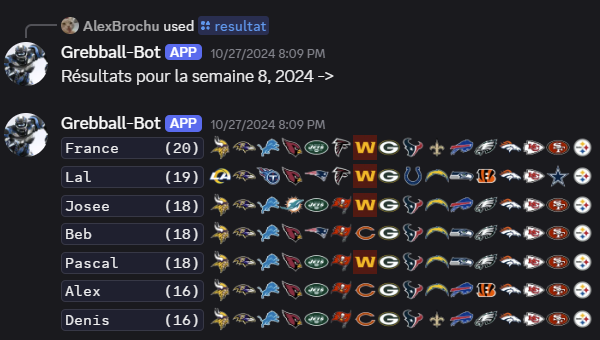 AlexBrochu used resultat
Grebball-Bot APP 10/27/2024 8:09 PM
Résultats pour la semaine 8, 2024 ->
Grebball-Bot APP 10/27/2024 8:09 PM
France (20)
Lal (19)
Josee (18)
Beb (18)
Pascal (18)
Alex (16)
Denis (16)